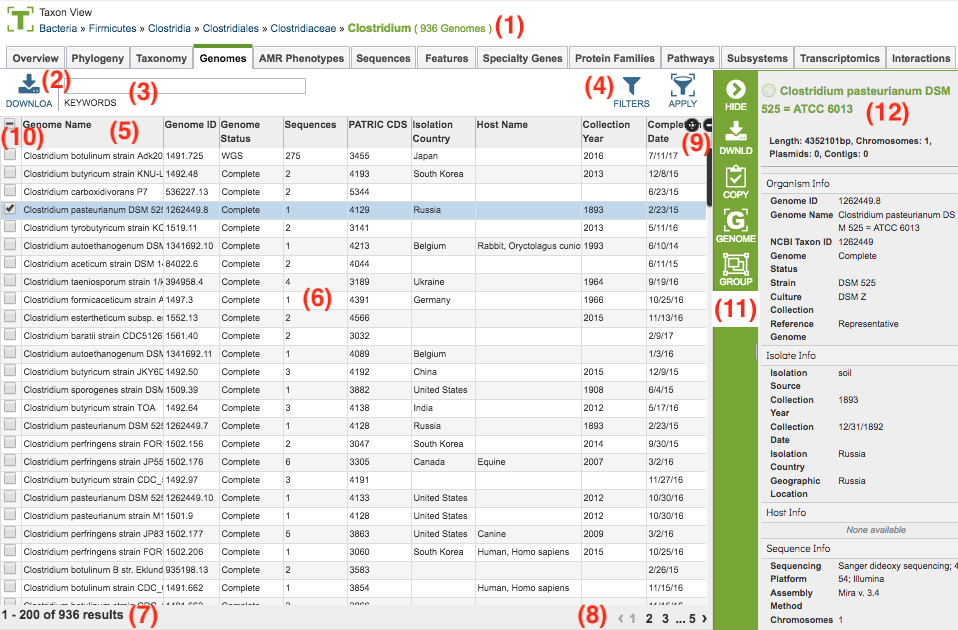 Taxon View
Bacteria » Firmicutes » Clostridia » Clostridiales » Clostridiaceae » Clostridium ( 936 Genomes ) (1)
Overview Phylogeny Taxonomy Genomes AMR Phenotypes Sequences Features Specialty Genes Protein Families Pathways Subsystems Transcriptomics Interactions
(2) (3) (4)
DOWNLOA KEYWORDS FILTERS APPLY
Genome Name Genome ID Genome Status Sequences PATRIC CDS Isolation Country Host Name Collection Year Completion Date
(10) (5) (9)
Clostridium botulinum strain Adk20 1491.725 WGS 275 3455 Japan 2016 7/11/17
Clostridium butyricum strain KNU-L 1492.48 Complete 2 4193 South Korea 2013 12/8/15
Clostridium carboxidivorans P7 536227.13 Complete 2 5344 6/23/15
Clostridium pasteurianum DSM 525 1262449.8 Complete 1 4129 Russia 1893 2/23/15
Clostridium tyrobutyricum strain KC 1519.11 Complete 2 3141 2013 5/11/16
Clostridium autoethanogenum DSM 1341692.10 Complete 1 4213 Belgium Rabbit, Oryctolagus cunic 1993 6/10/14
Clostridium aceticum strain DSM 14 84022.6 Complete 2 4044 6/11/15
Clostridium taeniosporum strain 1/k 394958.4 Complete 4 3189 Ukraine 1964 9/19/16
Clostridium formicaceticum strain A 1497.3 Complete 1 (6) 4391 Germany 1966 10/25/16
Clostridium estertheticum subsp. es 1552.13 Complete 2 4566 2015 11/13/16
Clostridium baratii strain CDC5126 1561.40 Complete 2 3032 2/9/17
Clostridium autoethanogenum DSM 1341692.11 Complete 1 4089 Belgium 1/3/16
Clostridium butyricum strain JKY6D 1492.50 Complete 3 4192 China 2015 12/9/15
Clostridium sporogenes strain DSM 1509.39 Complete 1 3882 United States 1908 6/4/15
Clostridium butyricum strain TOA 1492.64 Complete 3 4138 India 2012 5/17/16
Clostridium pasteurianum DSM 525 1262449.7 Complete 1 4128 Russia 1893 2/23/15
Clostridium perfringens strain FOR 1502.156 Complete 2 3047 South Korea 2014 9/30/15
Clostridium perfringens strain JP55 1502.176 Complete 6 3305 Canada Equine 2007 3/2/16
Clostridium butyricum strain CDC_ 1492.97 Complete 3 4191 11/27/16
Clostridium pasteurianum DSM 525 1262449.10 Complete 1 4133 United States 2012 10/30/16
Clostridium pasteurianum strain M 1501.9 Complete 1 4128 United States 2012 10/30/16
Clostridium perfringens strain JP83 1502.177 Complete 5 3863 United States Canine 2009 3/2/16
Clostridium perfringens strain FOR 1502.206 Complete 1 3060 South Korea Human, Homo sapiens 2015 10/25/16
Clostridium botulinum B str. Eklund 935198.13 Complete 2 3583 2/26/15
Clostridium botulinum strain CDC_ 1491.662 Complete 1 3854 Human, Homo sapiens 11/15/16
1 - 200 of 936 results (7) (8) ‹ 1 2 3 ... 5 ›
HIDE
DWNLD
COPY
GENOME
GROUP
(11)
Clostridium pasteurianum DSM
525 = ATCC 6013 (12)
Length: 4352101bp, Chromosomes: 1,
Plasmids: 0, Contigs: 0
Organism Info
Genome ID 1262449.8
Genome Name Clostridium pasteurianum DS
M 525 = ATCC 6013
NCBI Taxon ID 1262449
Genome Complete
Status
Strain DSM 525
Culture DSM Z
Collection
Reference Representative
Genome
Isolate Info
Isolation soil
Source
Collection 1893
Year
Collection 12/31/1892
Date
Isolation Russia
Country
Geographic Russia
Location
Host Info
None available
Sequence Info
Sequencing Sanger dideoxy sequencing; 4
Platform 54; Illumina
Assembly Mira v. 3.4
Method
Chromosomes 1